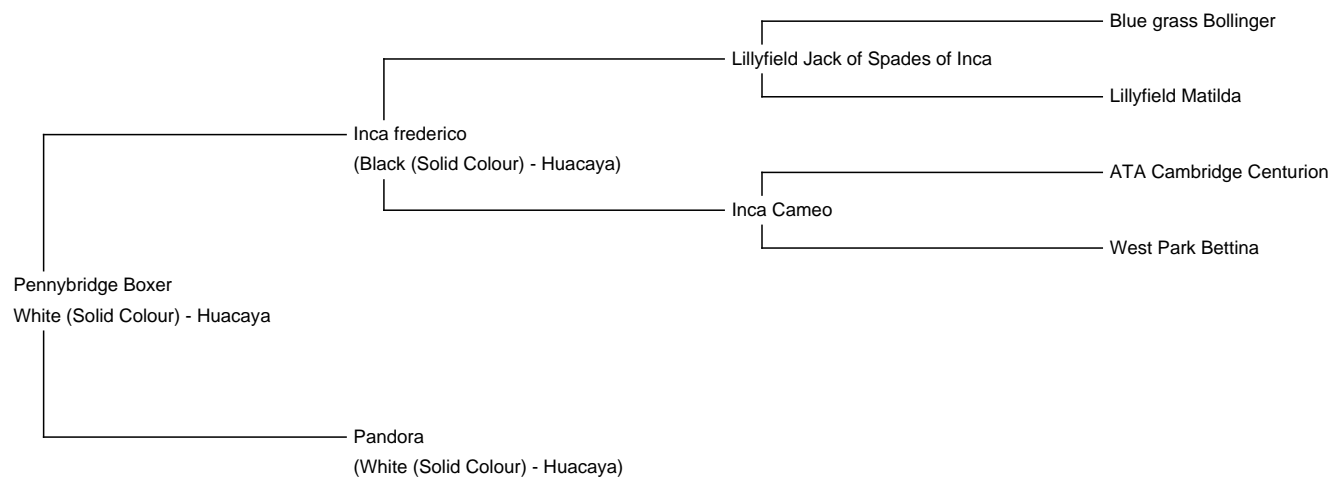 Blue grass Bollinger
Lillyfield Jack of Spades of Inca
Lillyfield Matilda
Inca frederico
(Black (Solid Colour) - Huacaya)
ATA Cambridge Centurion
Inca Cameo
West Park Bettina
Pennybridge Boxer
White (Solid Colour) - Huacaya
Pandora
(White (Solid Colour) - Huacaya)